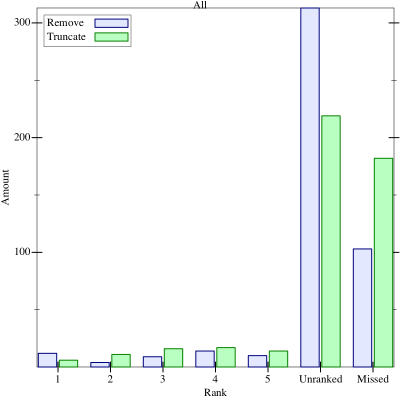 All
Remove
Truncate
300
200
100
Amount
1 2 3 4 5 Unranked Missed
Rank